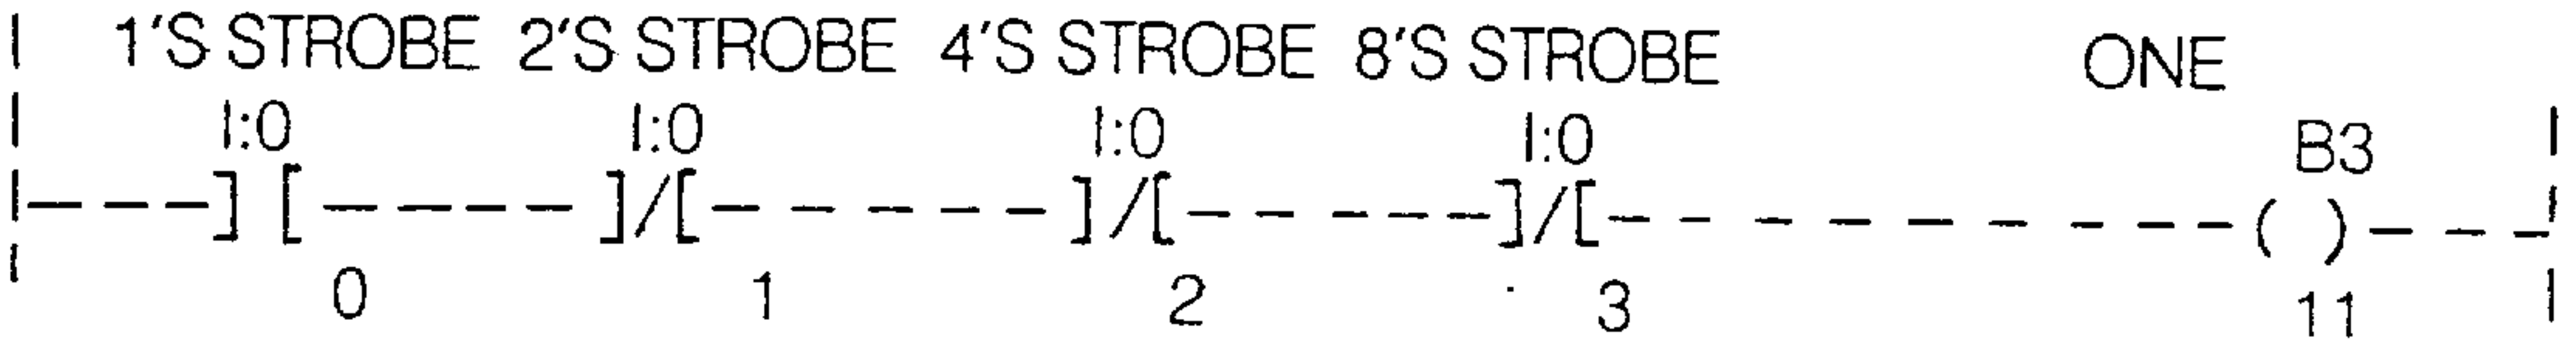 1'S STROBE 2'S STROBE 4'S STROBE 8'S STROBE ONE
I:0 I:0 I:0 I:0 B3
|----] [-----]/[------]/[------]/[-----------( )----|
0 1 2 3 11